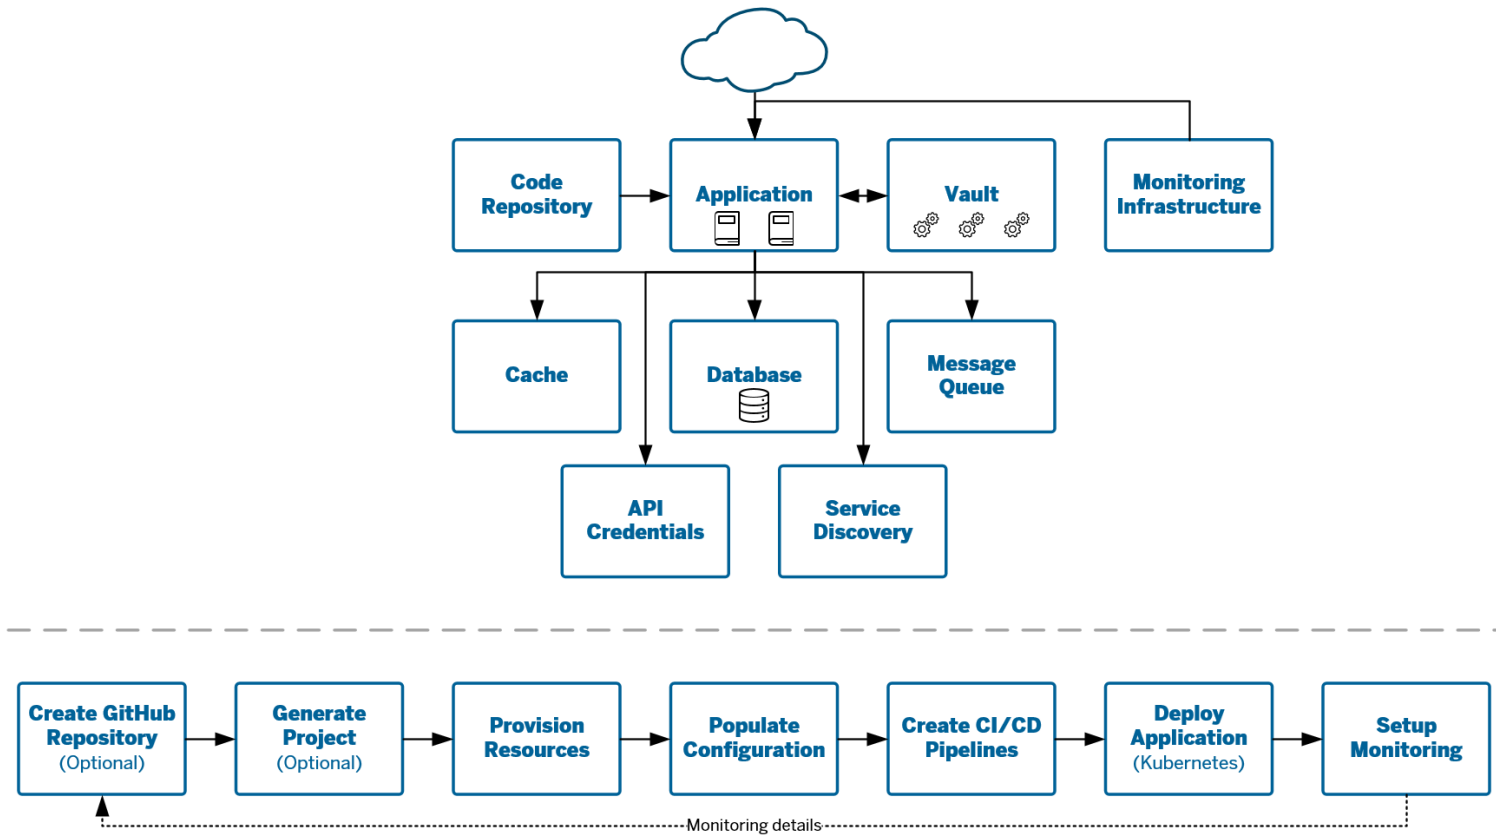 Code
Repository
Application
Vault
Monitoring
Infrastructure
Cache
Database
Message
Queue
API
Credentials
Service
Discovery
Create GitHub
Repository
(Optional)
Generate
Project
(Optional)
Provision
Resources
Populate
Configuration
Create CI/CD
Pipelines
Deploy
Application
(Kubernetes)
Setup
Monitoring
Monitoring details